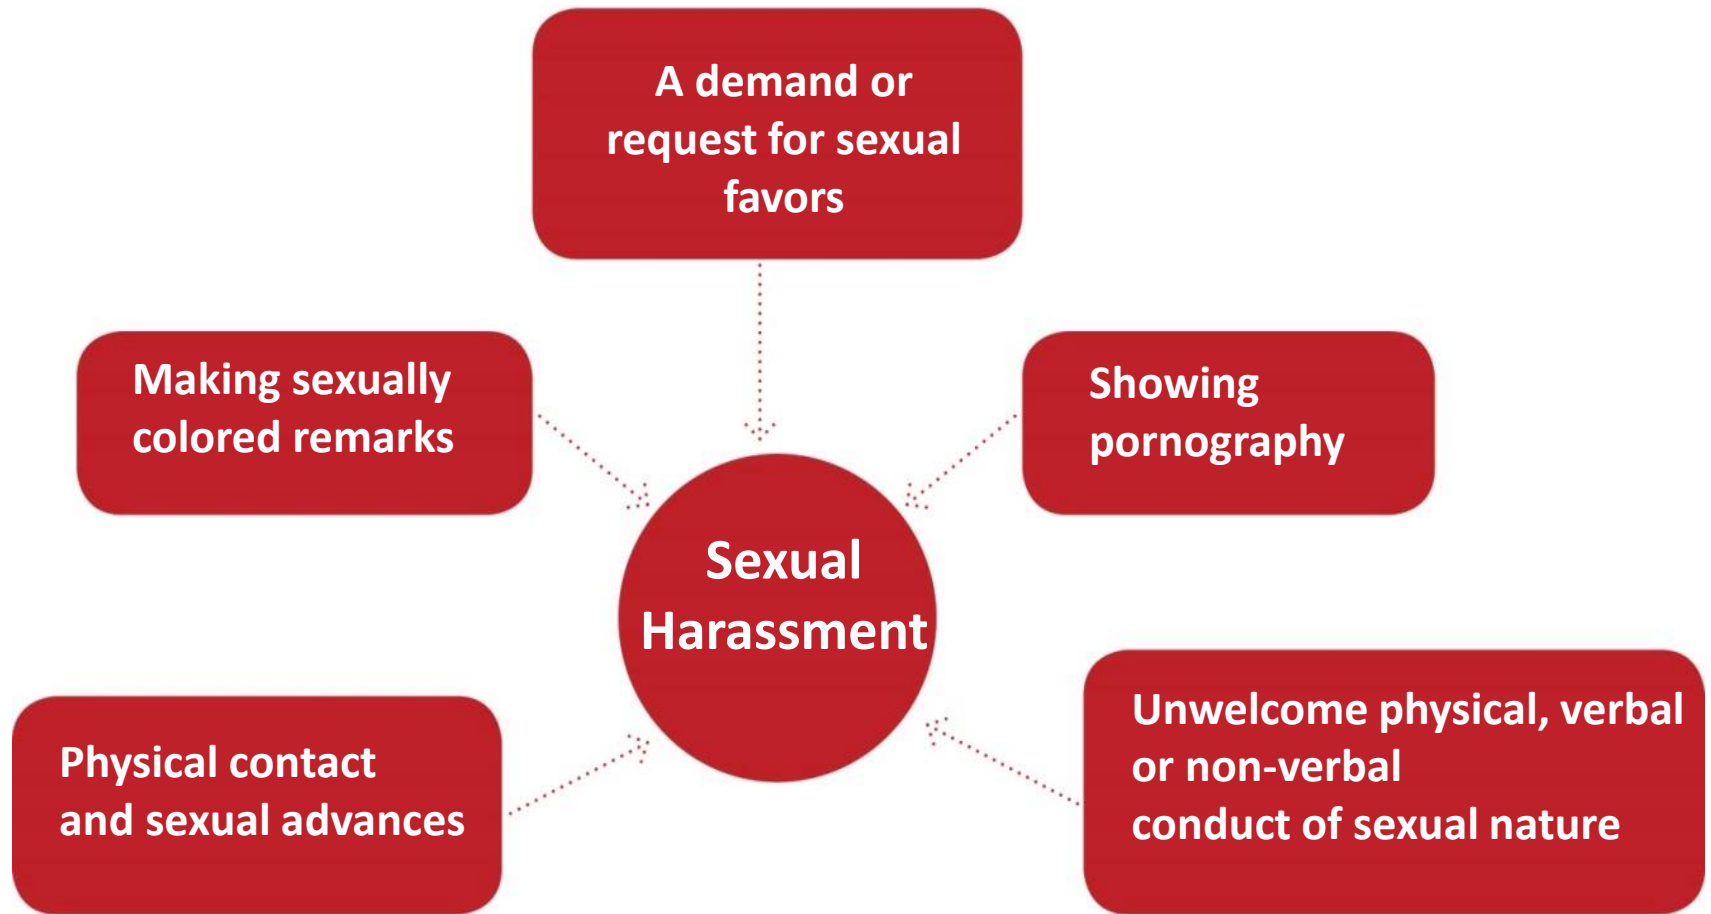 A demand or
request for sexual
favors
Making sexually
colored remarks
Showing
pornography
Sexual
Harassment
Physical contact
and sexual advances
Unwelcome physical, verbal
or non-verbal
conduct of sexual nature